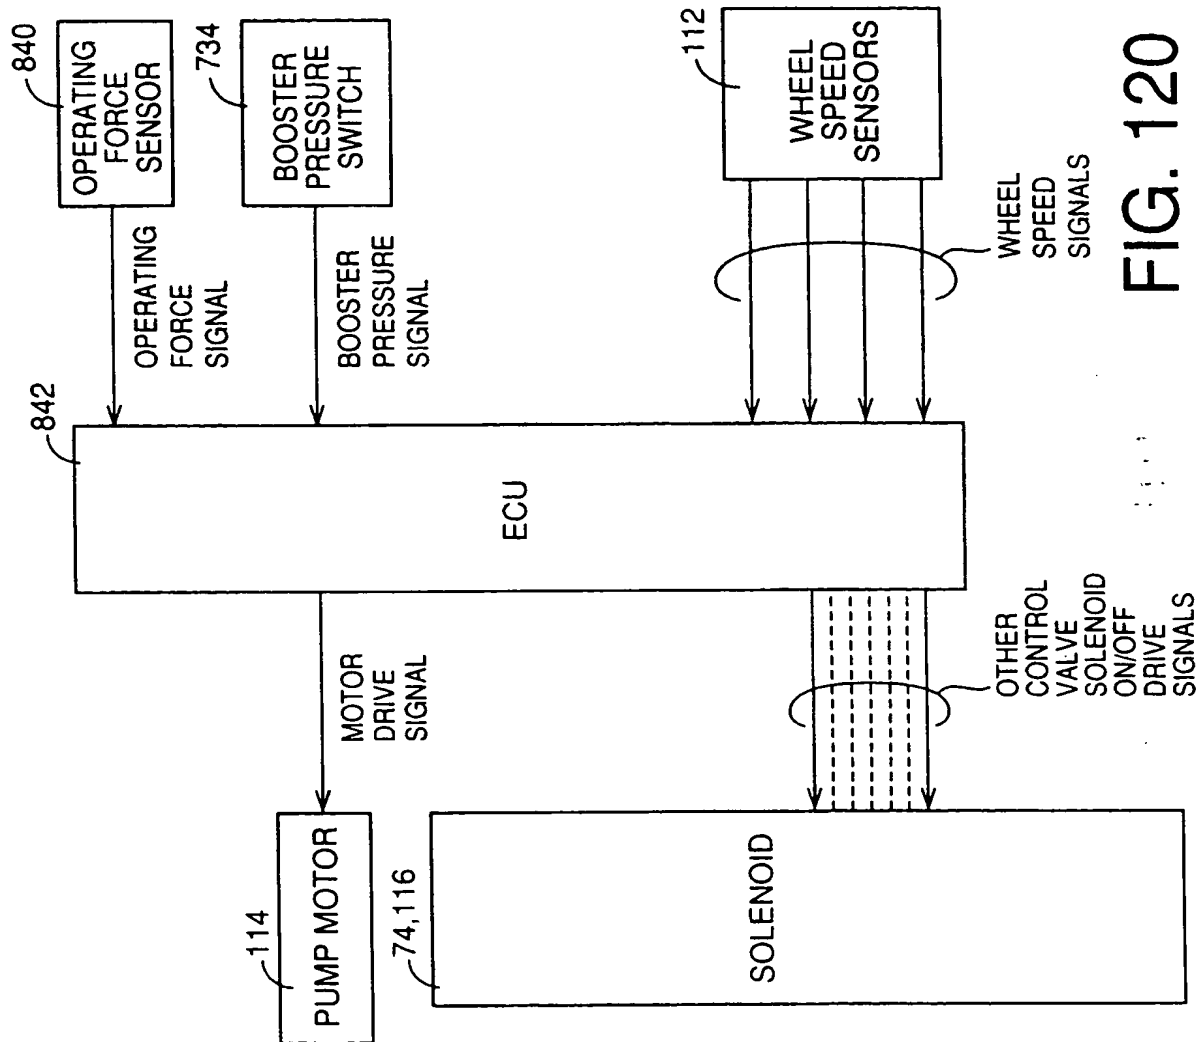 840
OPERATING
FORCE
SENSOR
OPERATING
FORCE
SIGNAL
734
BOOSTER
PRESSURE
SWITCH
BOOSTER
PRESSURE
SIGNAL
112
WHEEL
SPEED
SENSORS
WHEEL
SPEED
SIGNALS
842
ECU
MOTOR
DRIVE
SIGNAL
114
PUMP MOTOR
OTHER
CONTROL
VALVE
SOLENOID
ON/OFF
DRIVE
SIGNALS
74,116
SOLENOID
FIG. 120